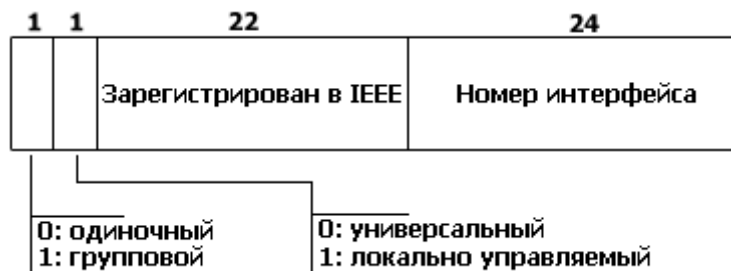 1 1 22 24
Зарегистрирован в IEEE Номер интерфейса
0: одиночный 0: универсальный
1: групповой 1: локально управляемый